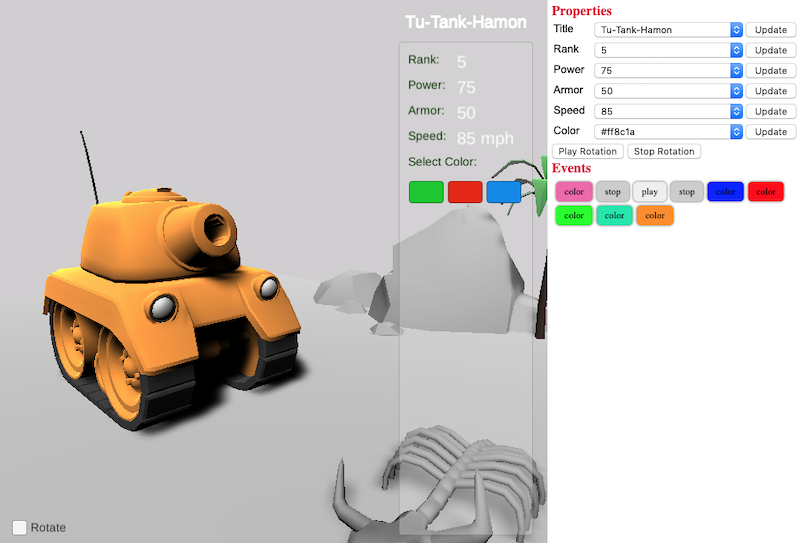 Tu-Tank-Hamon
Rank: 5
Power: 75
Armor: 50
Speed: 85 mph
Select Color:
Rotate
Properties
Title Tu-Tank-Hamon Update
Rank 5 Update
Power 75 Update
Armor 50 Update
Speed 85 Update
Color #ff8c1a Update
Play Rotation Stop Rotation
Events
color stop play stop color color
color color color